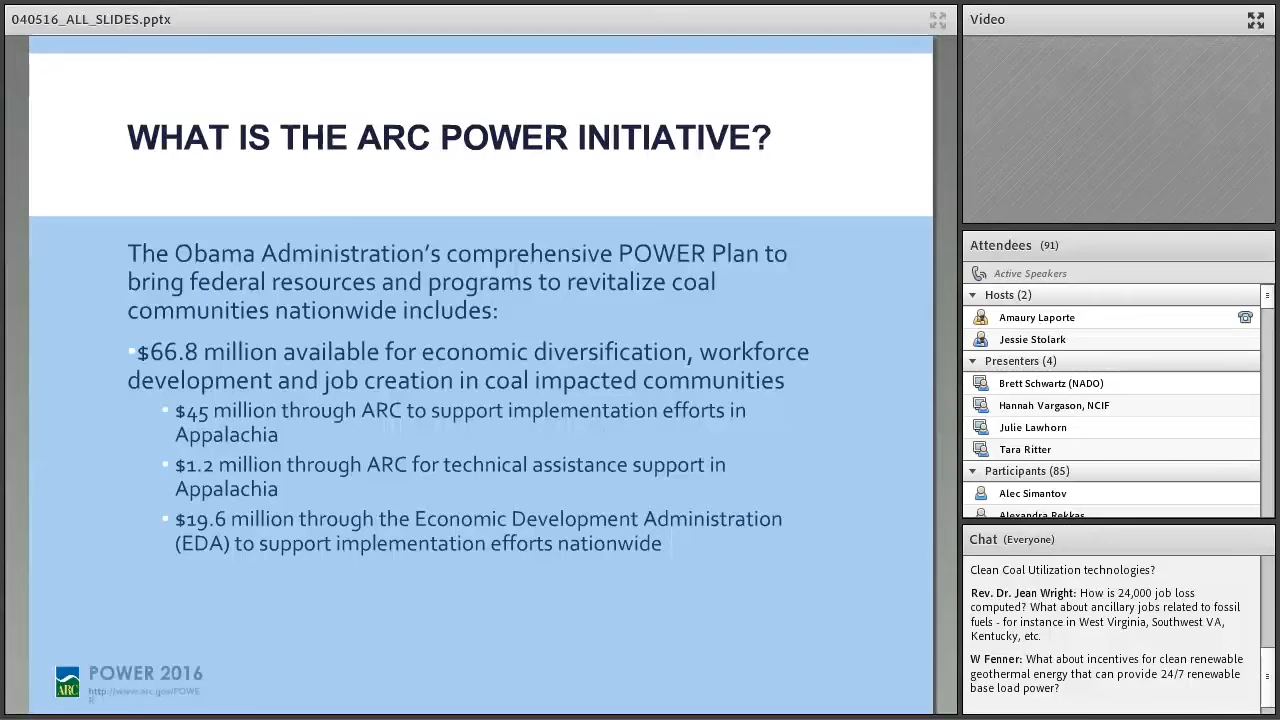 040516_ALL_SLIDES.pptx
WHAT IS THE ARC POWER INITIATIVE?
The Obama Administration's comprehensive POWER Plan to
bring federal resources and programs to revitalize coal
communities nationwide includes:
•$66.8 million available for economic diversification, workforce
development and job creation in coal impacted communities
• $45 million through ARC to support implementation efforts in
Appalachia
• $1.2 million through ARC for technical assistance support in
Appalachia
• $19.6 million through the Economic Development Administration
(EDA) to support implementation efforts nationwide
ARC
POWER 2016
http://www.arc.gov/POWE
R
Video
Attendees (91)
Active Speakers
Hosts (2)
Amaury Laporte
Jessie Stolark
Presenters (4)
Brett Schwartz (NADO)
Hannah Vargason, NCIF
Julie Lawhorn
Tara Ritter
Participants (85)
Alec Simantov
Alexandra Rekkas
Chat (Everyone)
Clean Coal Utilization technologies?
Rev. Dr. Jean Wright: How is 24,000 job loss
computed? What about ancillary jobs related to fossil
fuels - for instance in West Virginia, Southwest VA,
Kentucky, etc.
W Fenner: What about incentives for clean renewable
geothermal energy that can provide 24/7 renewable
base load power?